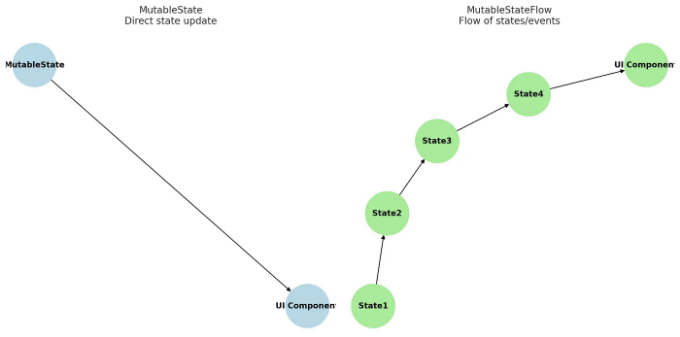 MutableState
Direct state update
MutableState
UI Componen
MutableStateFlow
Flow of states/events
UI Componen
State4
State3
State2
State1